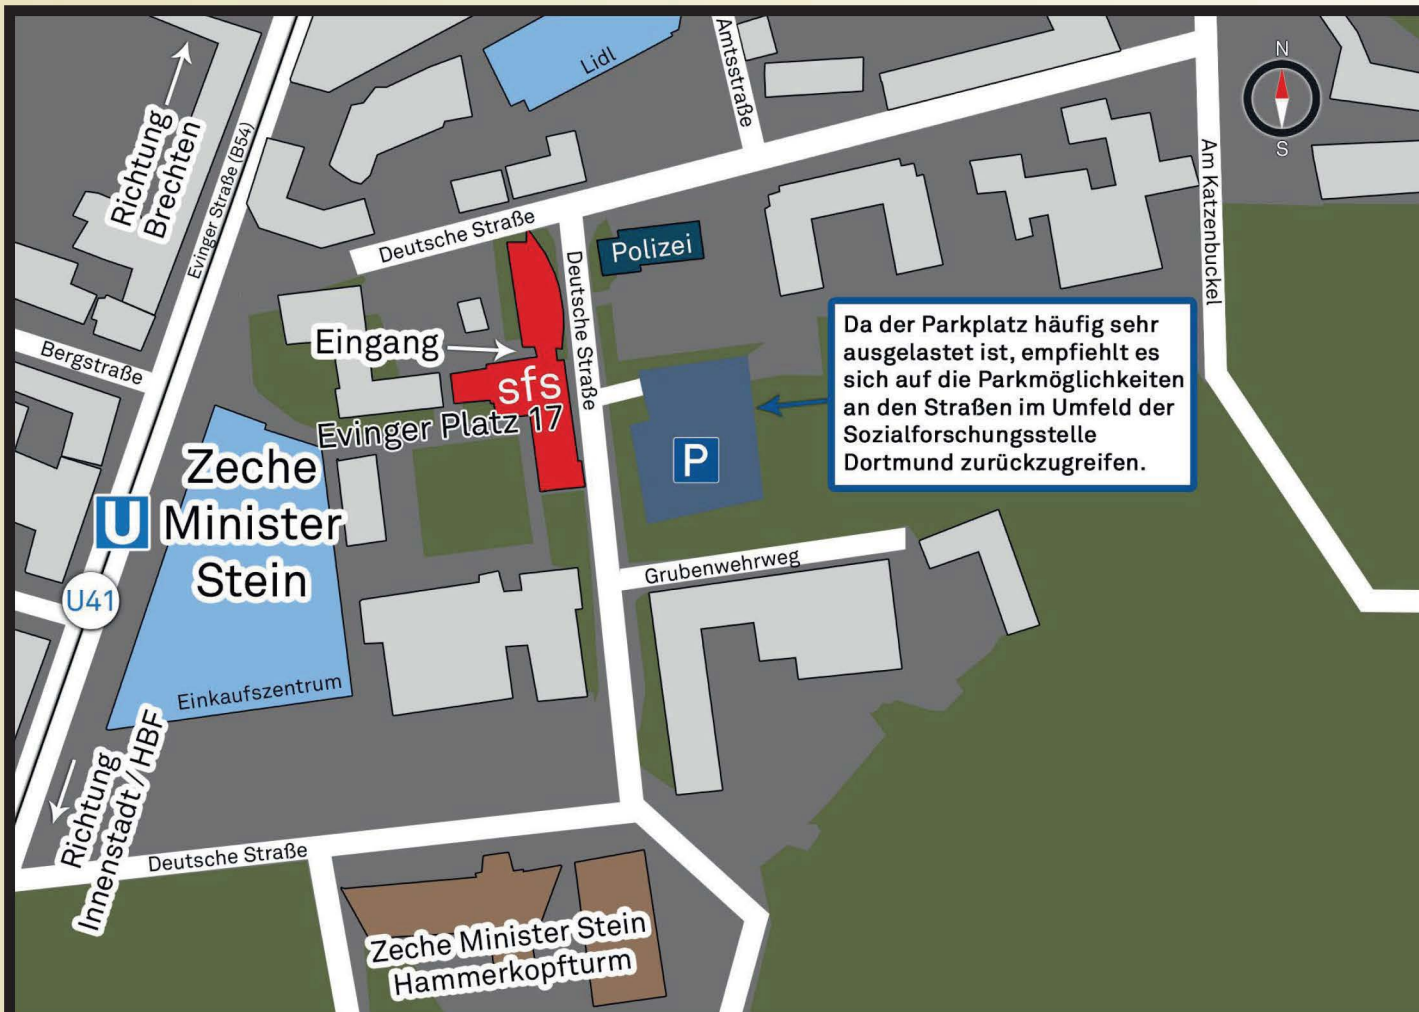 Lidl
Amtsstraße
N
S
Richtung
Brechten
Evinger Straße (B54)
Am Katzenbuckel
Deutsche Straße
Polizei
Deutsche Straße
Eingang
Bergstraße
sfs
Evinger Platz 17
Da der Parkplatz häufig sehr
ausgelastet ist, empfiehlt es
sich auf die Parkmöglichkeiten
an den Straßen im Umfeld der
Sozialforschungsstelle
Dortmund zurückzugreifen.
P
U
Zeche
Minister
Stein
U41
Grubenwehrweg
Einkaufszentrum
Richtung
Innenstadt / HBF
Deutsche Straße
Zeche Minister Stein
Hammerkopfturm